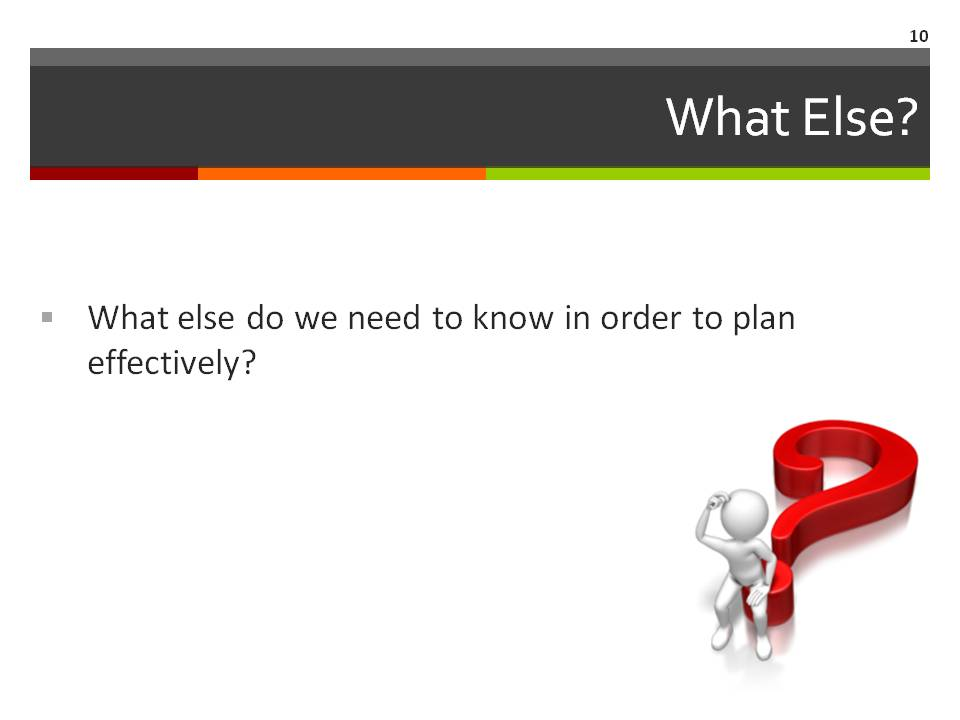 10
What Else?
▪ What else do we need to know in order to plan
effectively?